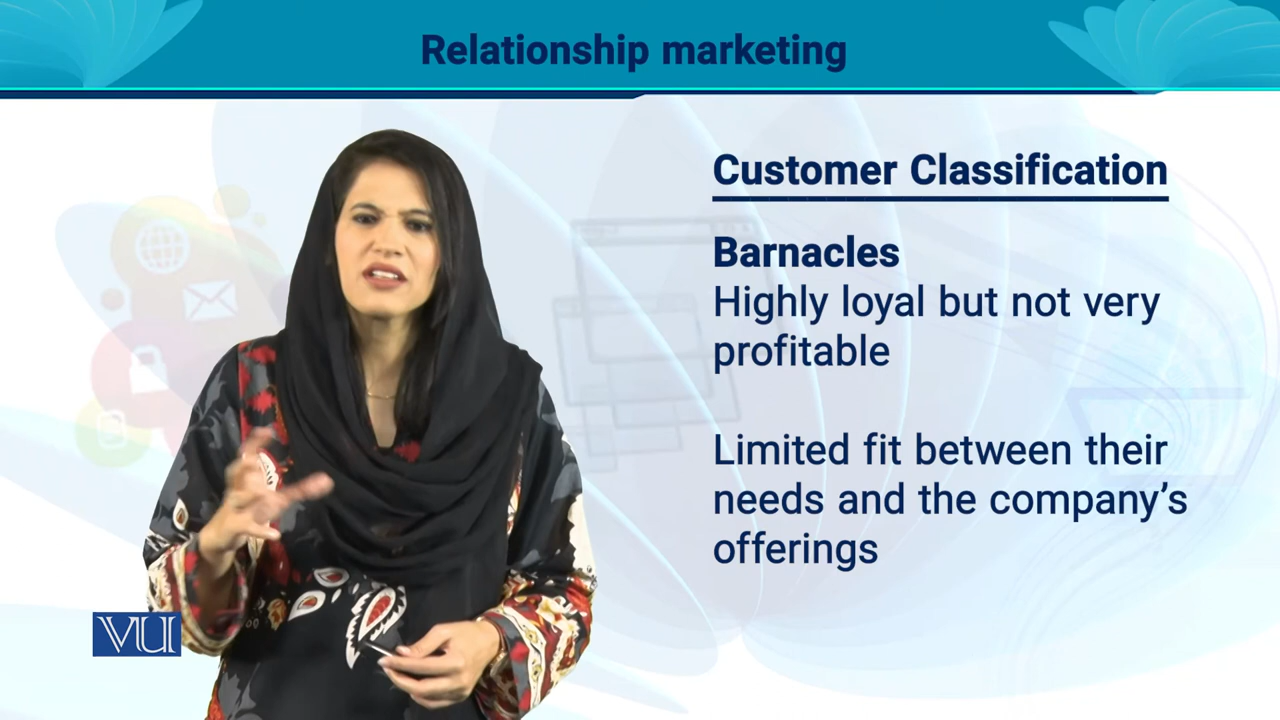 Relationship marketing
Customer Classification
Barnacles
Highly loyal but not very
profitable
Limited fit between their
needs and the company’s
offerings
VU